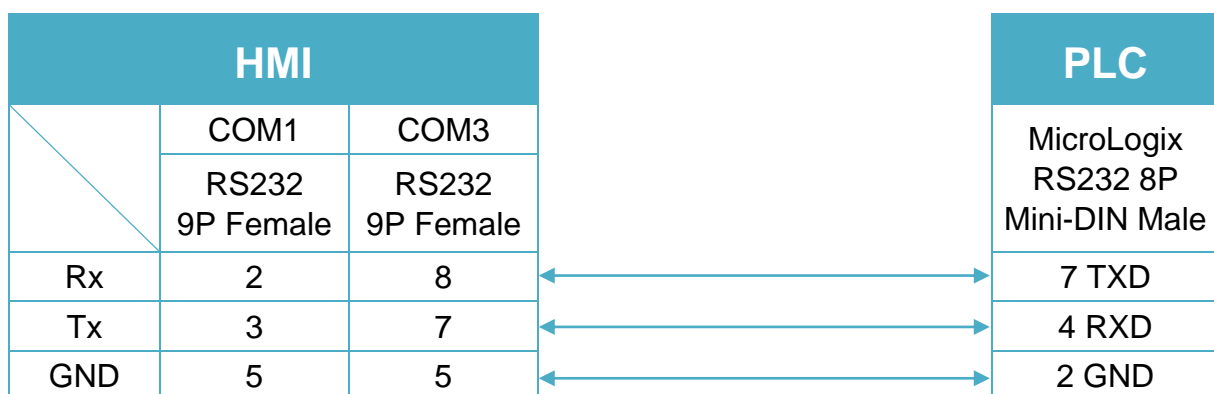 HMI PLC
COM1 COM3
RS232 9P Female RS232 9P Female
MicroLogix RS232 8P Mini-DIN Male
Rx 2 8 7 TXD
Tx 3 7 4 RXD
GND 5 5 2 GND